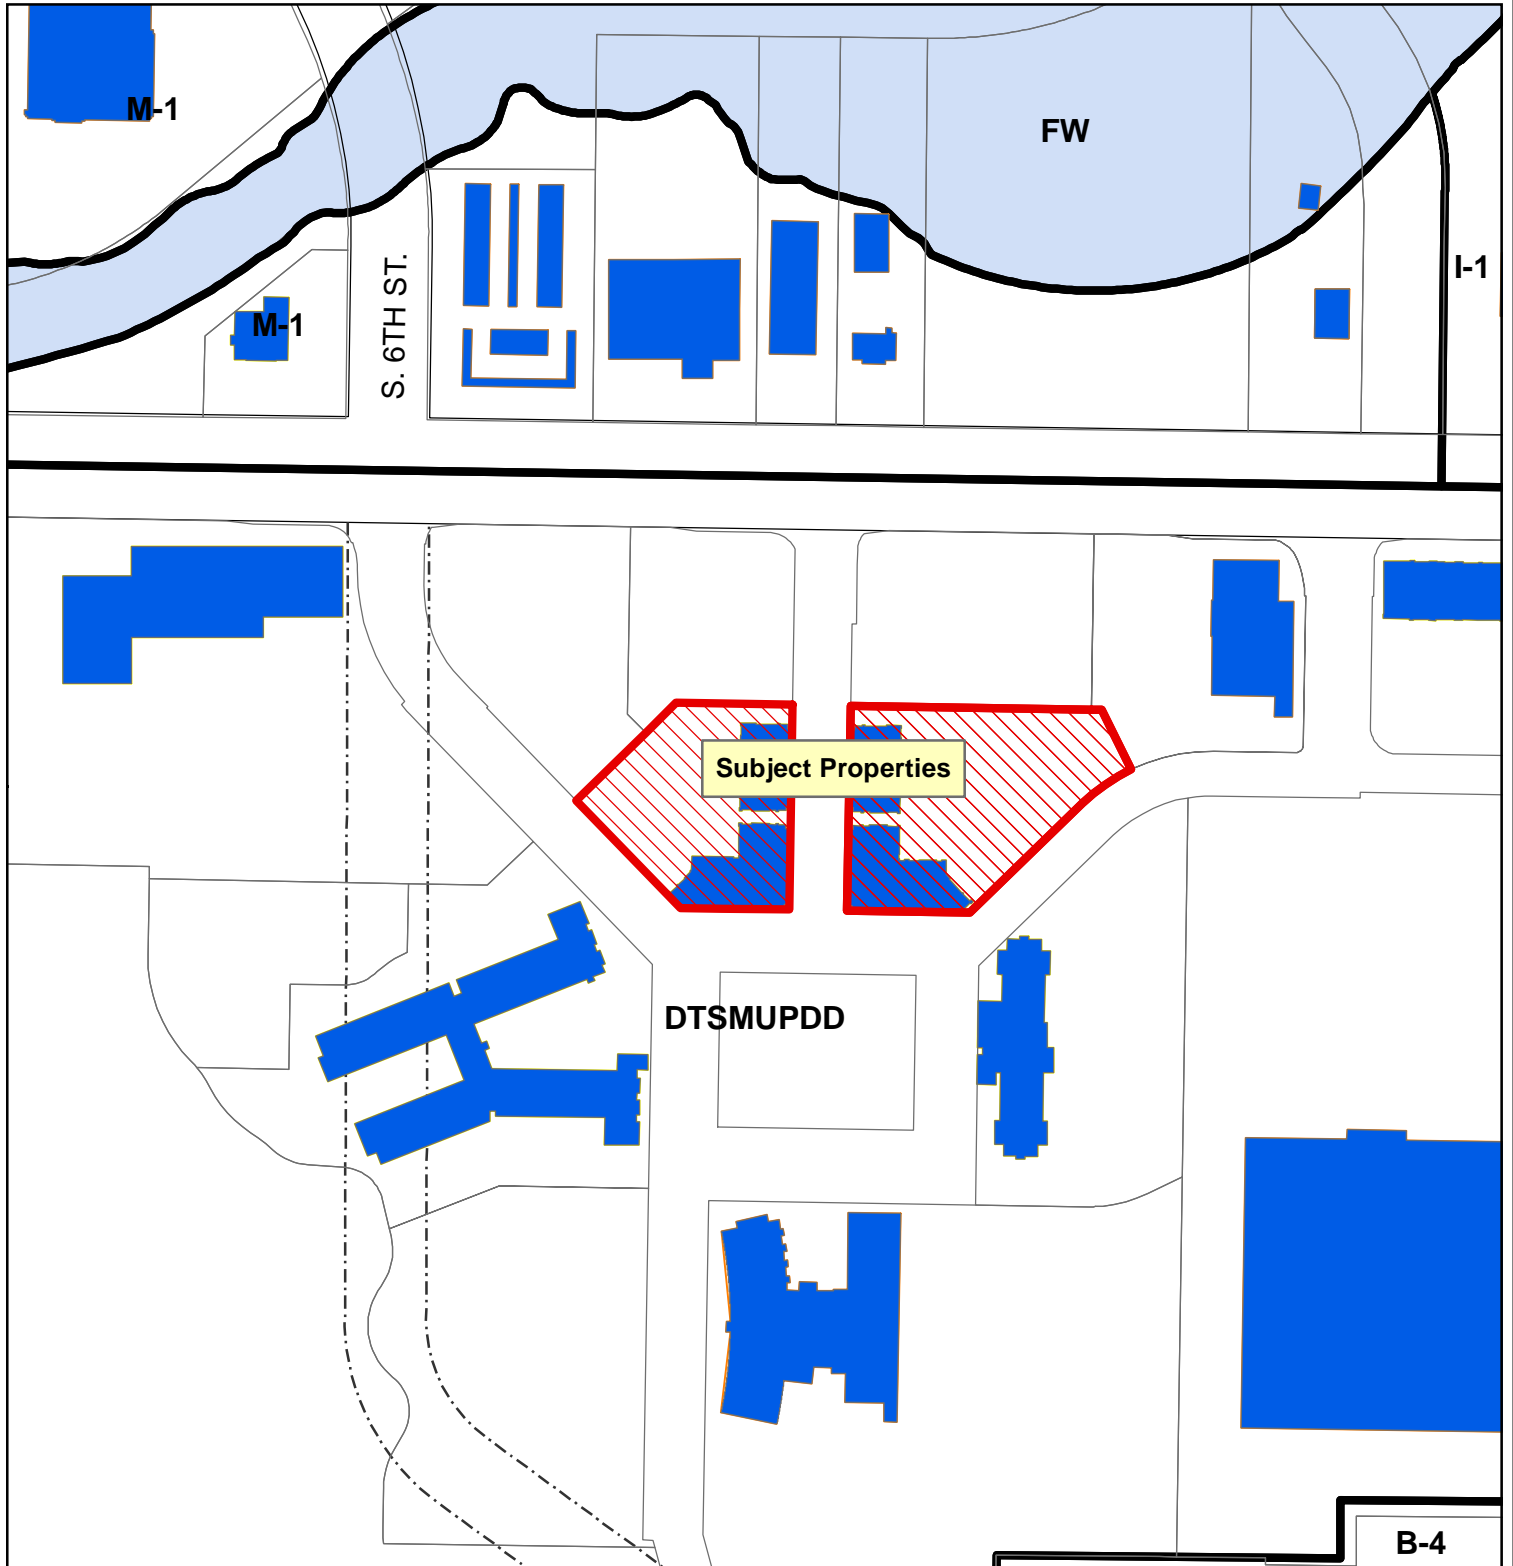 M-1
FW
I-1
M-1
S. 6TH ST.
Subject Properties
DTSMUPDD
B-4